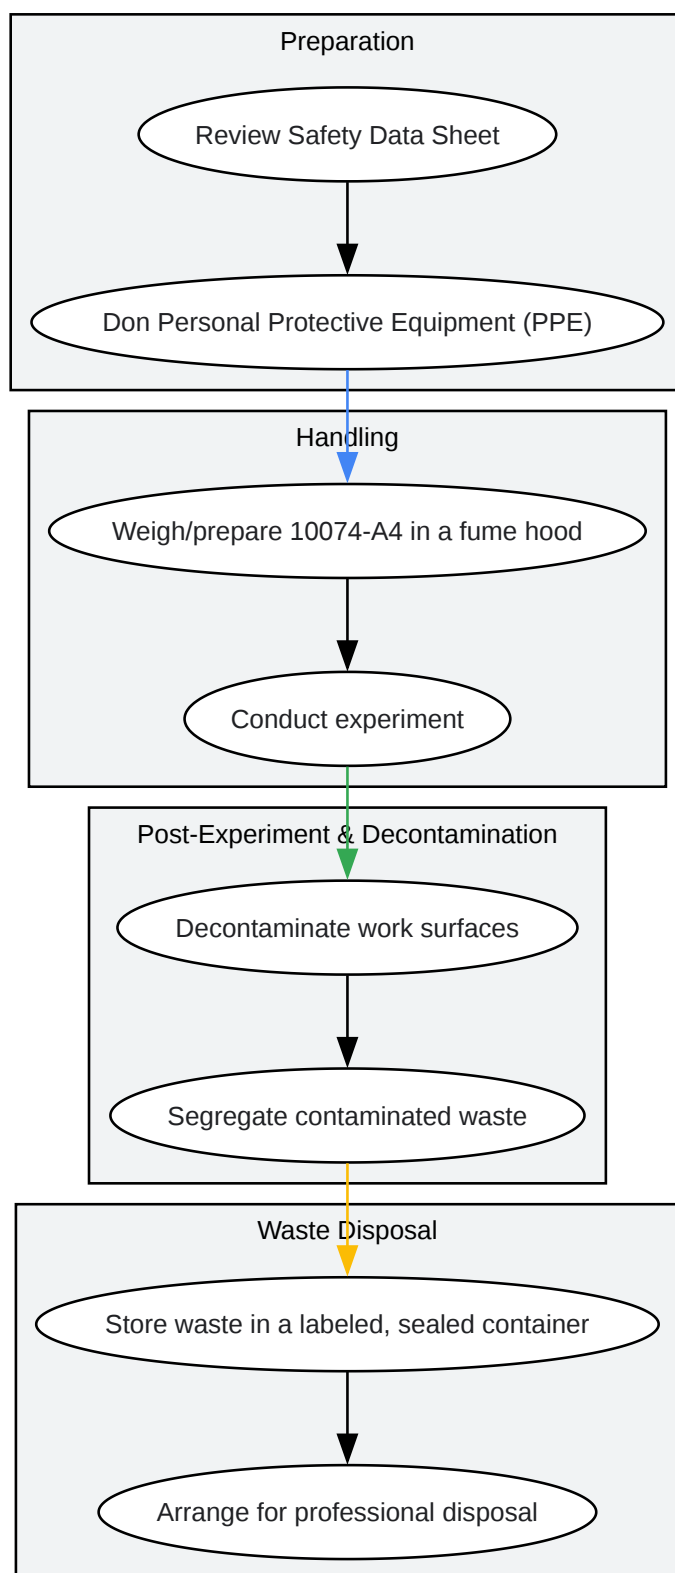 Preparation
Review Safety Data Sheet
Don Personal Protective Equipment (PPE)
Handling
Weigh/prepare 10074-A4 in a fume hood
Conduct experiment
Post-Experiment & Decontamination
Decontaminate work surfaces
Segregate contaminated waste
Waste Disposal
Store waste in a labeled, sealed container
Arrange for professional disposal